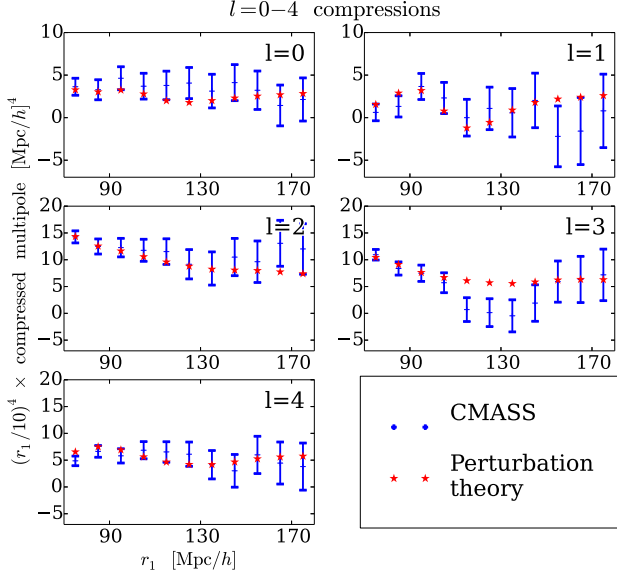 l=0−4 compressions
10
5
0
−5
l=0
90 130 170
10
5
0
−5
l=1
90 130 170
20
15
10
5
0
−5
l=2
90 130 170
20
15
10
5
0
−5
l=3
90 130 170
20
15
10
5
0
−5
l=4
90 130 170
r₁ [Mpc/h]
(r₁/10)⁴ × compressed multipole [Mpc/h]⁴
CMASS
Perturbation
theory